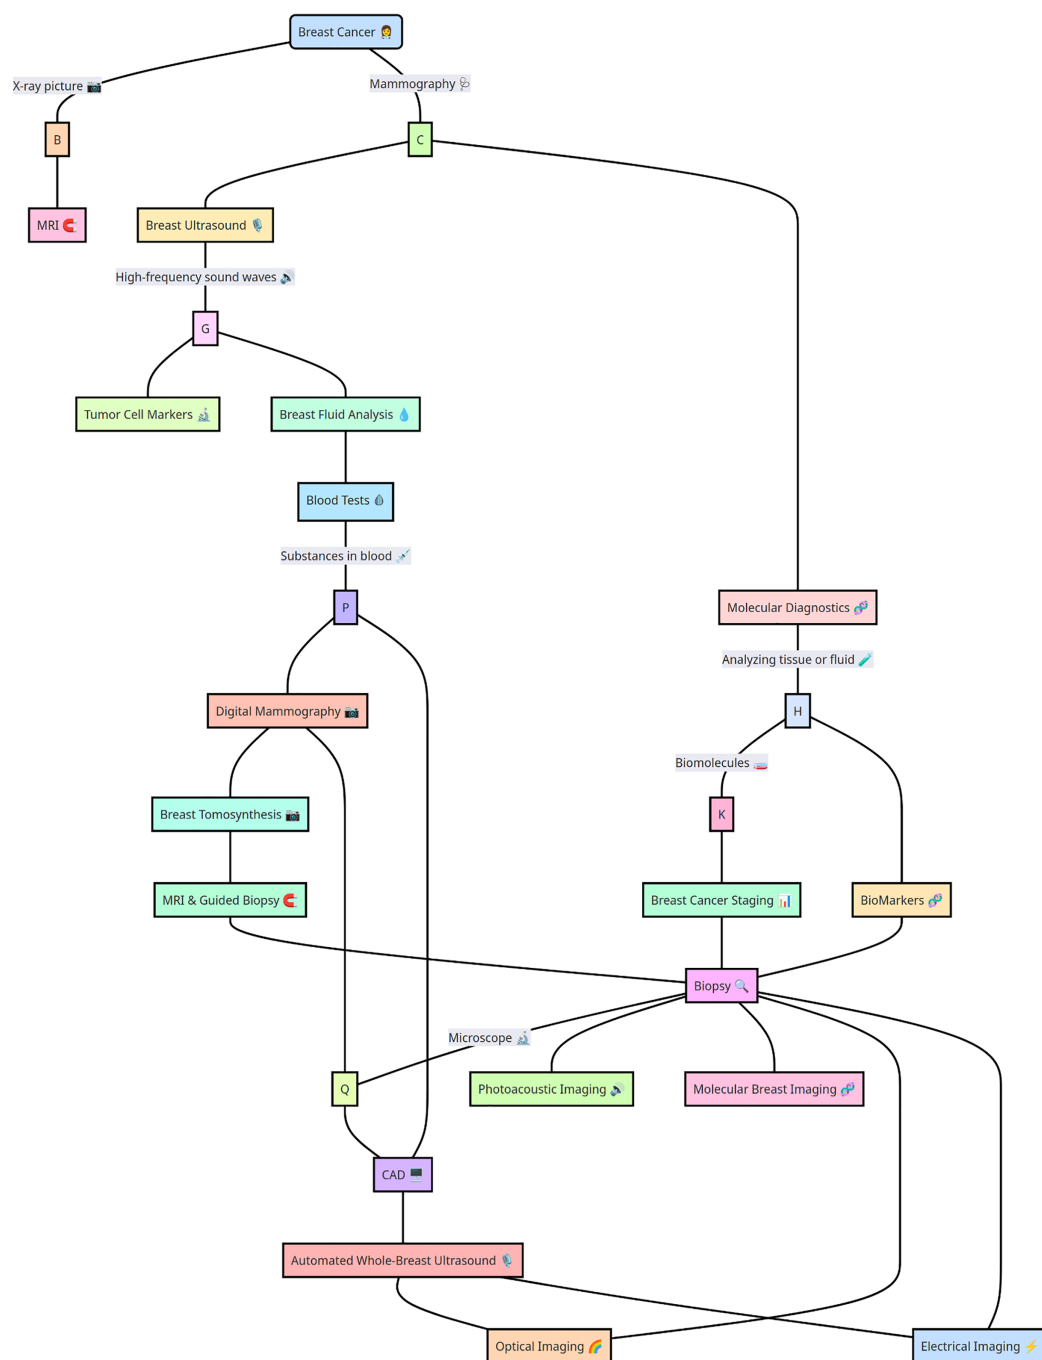 Breast Cancer 👩‍⚕️
X-ray picture 📷
Mammography 🩺
B
C
MRI 🧲
Breast Ultrasound 🎙️
High-frequency sound waves 🔊
G
Tumor Cell Markers 🔬
Breast Fluid Analysis 💧
Blood Tests 🩸
Substances in blood 💉
P
Molecular Diagnostics 🧬
Analyzing tissue or fluid 🧪
Digital Mammography 📷
H
Biomolecules 🧫
Breast Tomosynthesis 📷
K
MRI & Guided Biopsy 🧲
Breast Cancer Staging 📊
BioMarkers 🧬
Biopsy 🔍
Microscope 🔬
Q
Photoacoustic Imaging 🔊
Molecular Breast Imaging 🧬
CAD 🖥️
Automated Whole-Breast Ultrasound 🎙️
Optical Imaging 🌈
Electrical Imaging ⚡